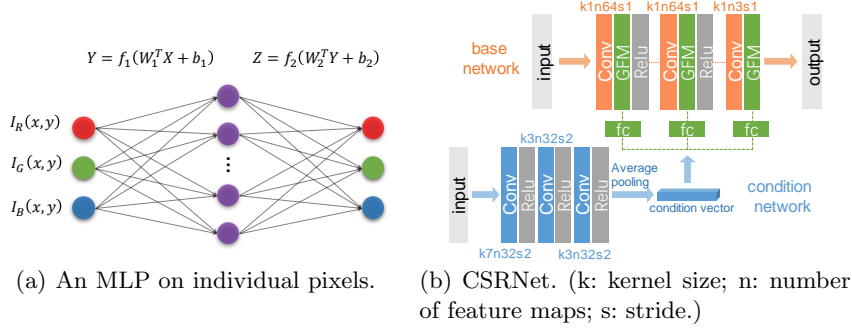 Y = f₁(W₁ᵀX + b₁)
Z = f₂(W₂ᵀY + b₂)
I_R(x, y)
I_G(x, y)
I_B(x, y)
⋮
(a) An MLP on individual pixels.
k1n64s1 k1n64s1 k1n3s1
base
network
input
Conv
GFM
Relu
Conv
GFM
Relu
Conv
GFM
output
fc
fc
fc
k3n32s2
input
Conv
Relu
Conv
Relu
Conv
Relu
Average
pooling
condition vector
condition
network
k7n32s2
k3n32s2
(b) CSRNet. (k: kernel size; n: number
of feature maps; s: stride.)